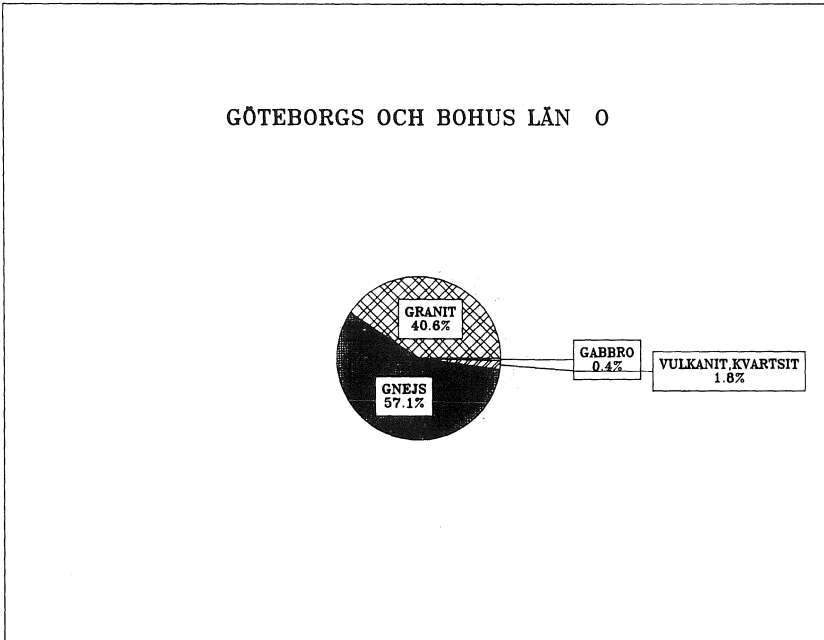 GÖTEBORGS OCH BOHUS LÄN O
GRANIT
40.6%
GABBRO
0.4%
VULKANIT,KVARTSIT
1.8%
GNEJS
57.1%